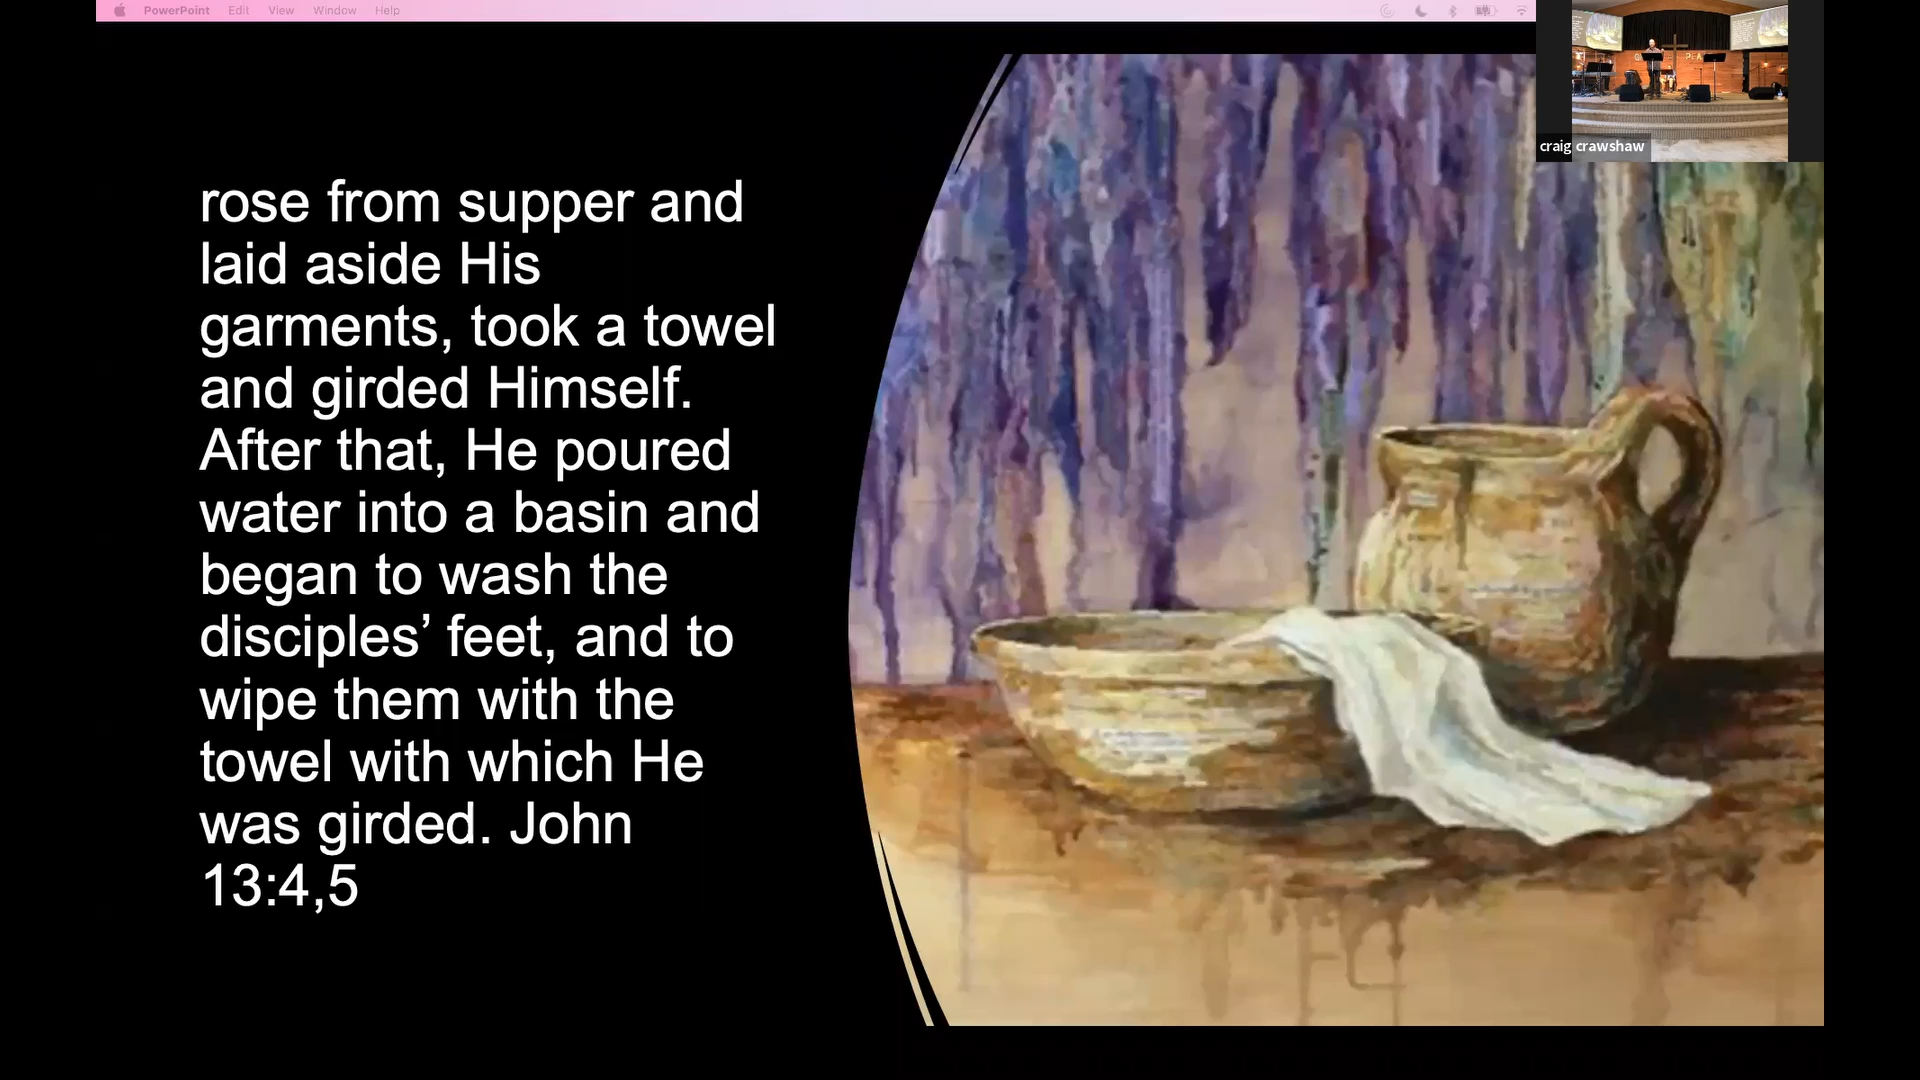 PowerPoint Edit View Window Help
craig crawshaw
rose from supper and
laid aside His
garments, took a towel
and girded Himself.
After that, He poured
water into a basin and
began to wash the
disciples’ feet, and to
wipe them with the
towel with which He
was girded. John
13:4,5